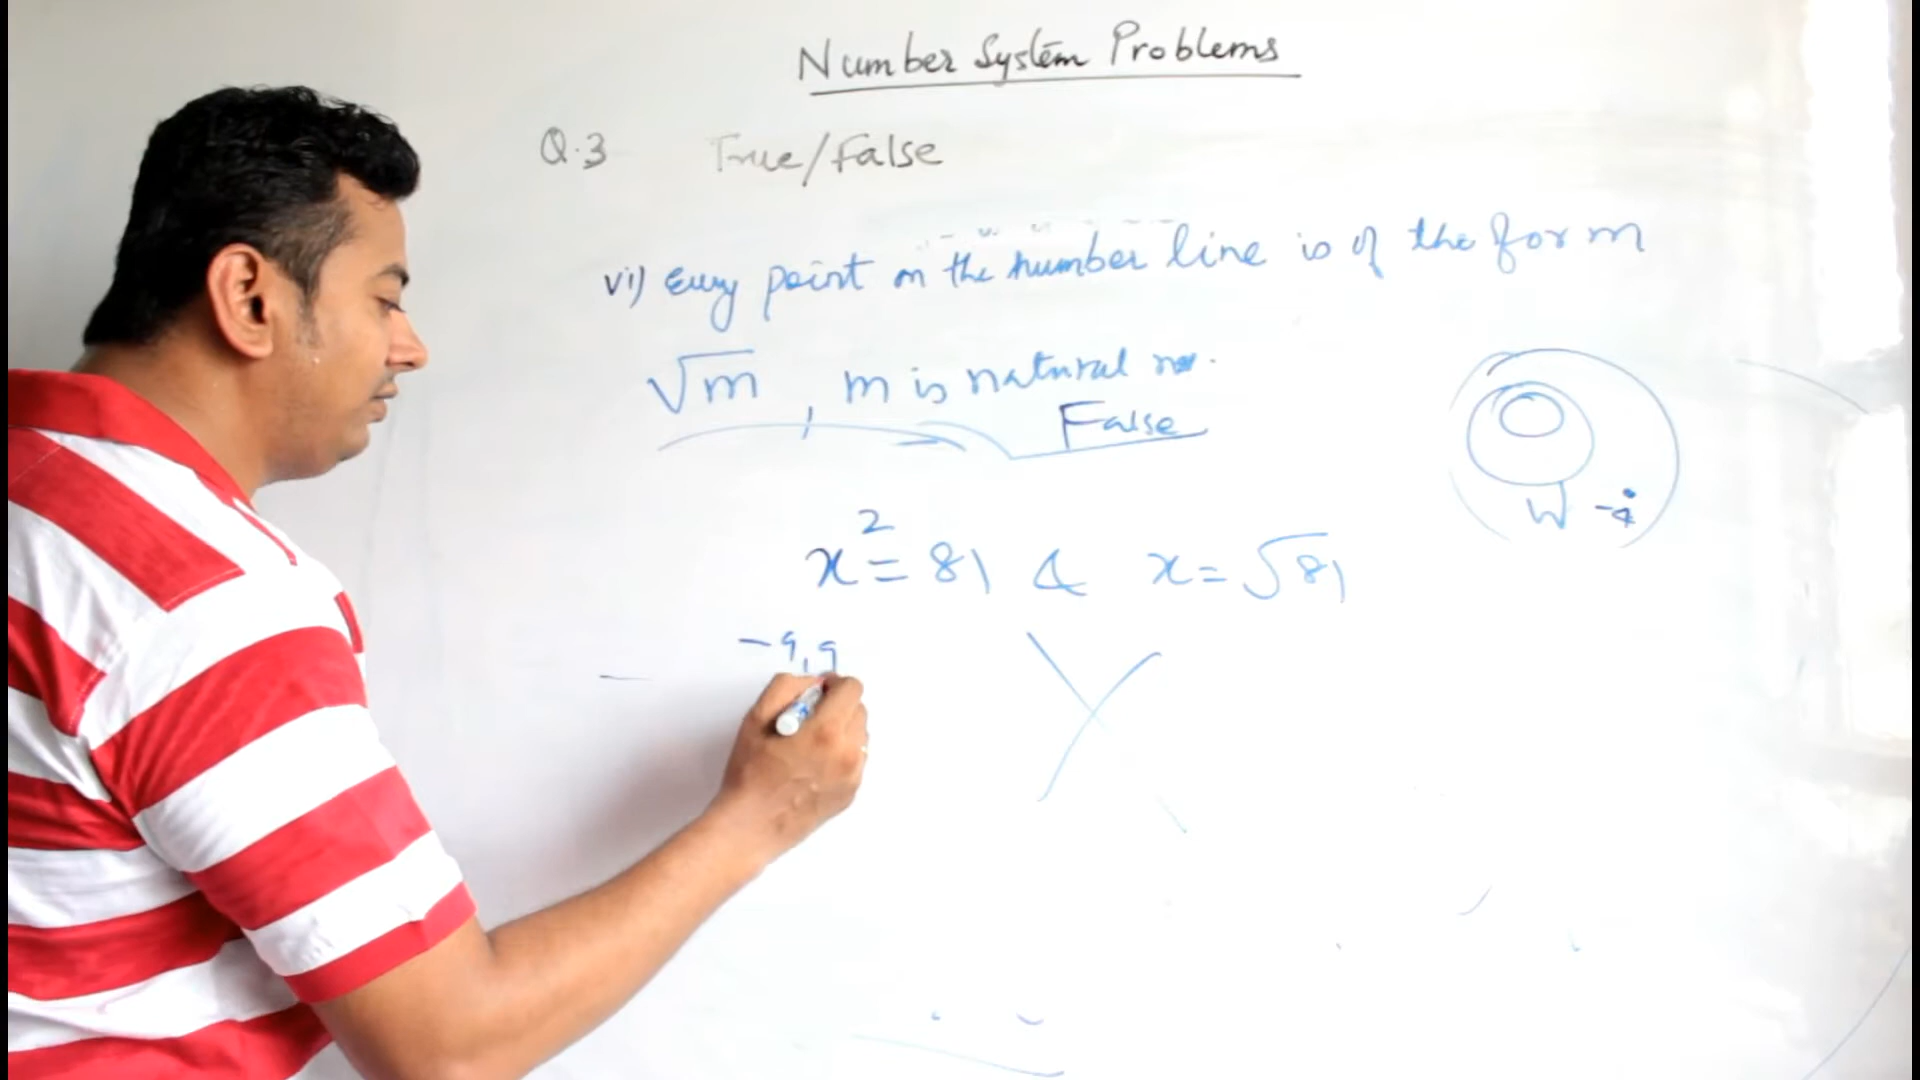 Number System Problems
Q.3 True/False
vi) Every point on the number line is of the form
√m , m is natural no.
False
x² = 81 & x = √81
-9, 9
W -4